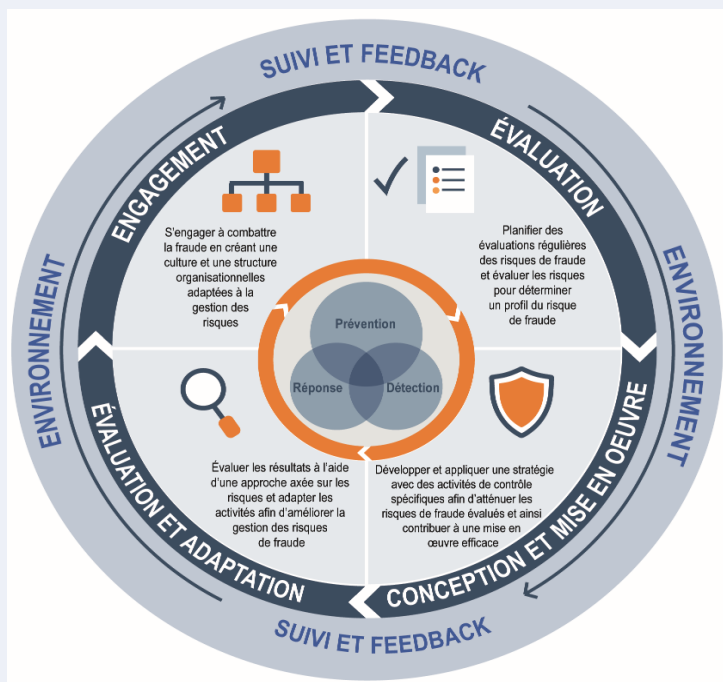 SUIVI ET FEEDBACK
ENGAGEMENT
ÉVALUATION
S'engager à combattre
la fraude en créant une
culture et une structure
organisationnelles
adaptées à la
gestion des
risques
Planifier des
évaluations régulières
des risques de fraude
et évaluer les risques
pour déterminer
un profil du risque
de fraude
ENVIRONNEMENT
ENVIRONNEMENT
Prévention
Réponse
Détection
ÉVALUATION ET ADAPTATION
CONCEPTION ET MISE EN OEUVRE
Évaluer les résultats à l'aide
d'une approche axée sur les
risques et adapter les
activités afin d'améliorer la
gestion des risques
de fraude
Développer et appliquer une stratégie
avec des activités de contrôle
spécifiques afin d'atténuer les
risques de fraude évalués et ainsi
contribuer à une mise en
œuvre efficace
SUIVI ET FEEDBACK